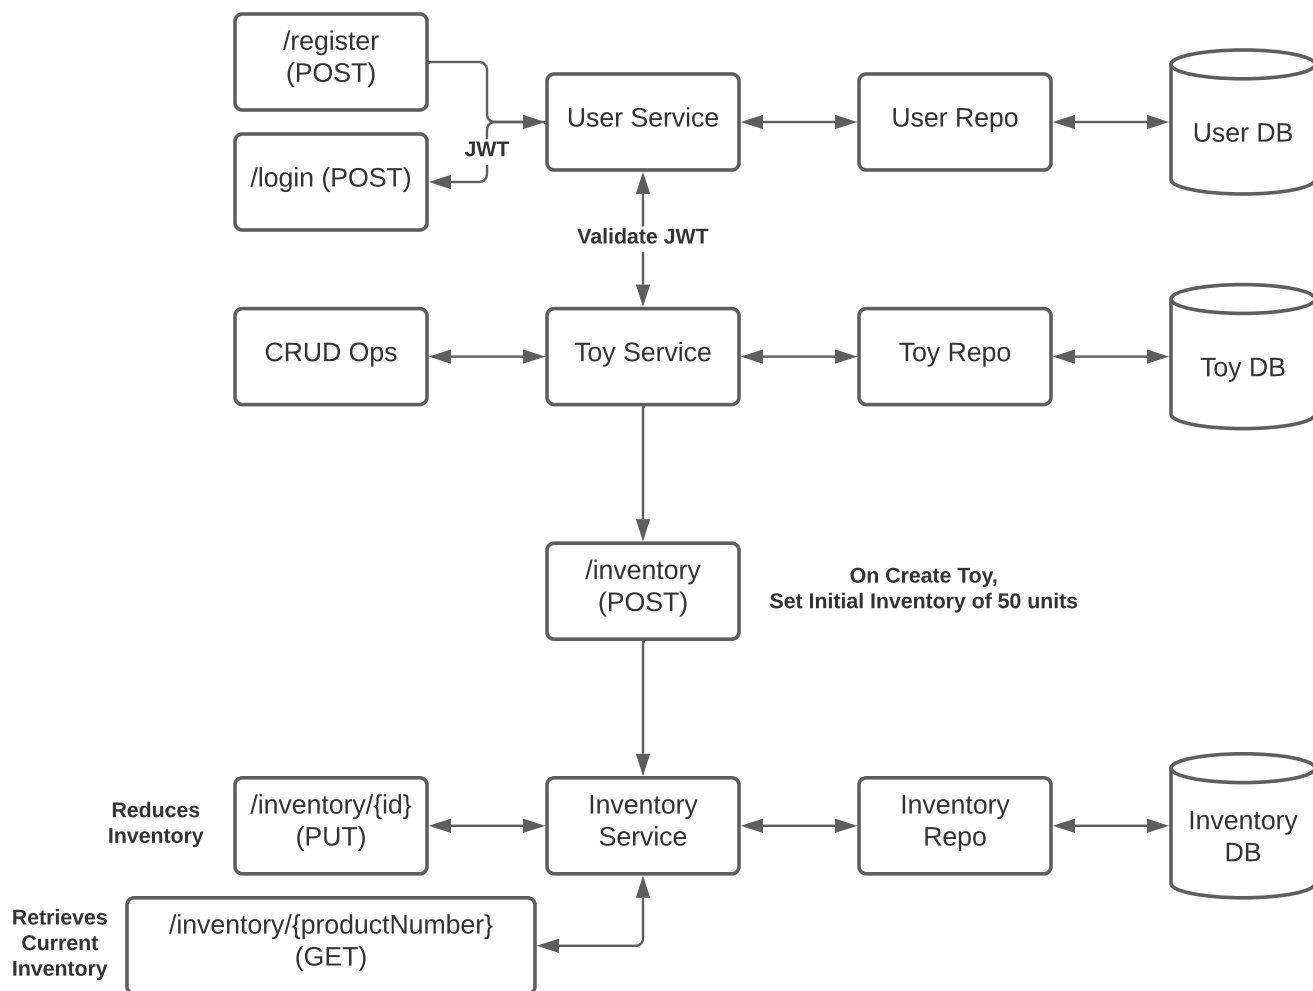 /register
(POST)
User Service
User Repo
User DB
JWT
/login (POST)
Validate JWT
CRUD Ops
Toy Service
Toy Repo
Toy DB
/inventory
(POST)
On Create Toy,
Set Initial Inventory of 50 units
Reduces
Inventory
/inventory/{id}
(PUT)
Inventory
Service
Inventory
Repo
Inventory
DB
Retrieves
Current
Inventory
/inventory/{productNumber}
(GET)